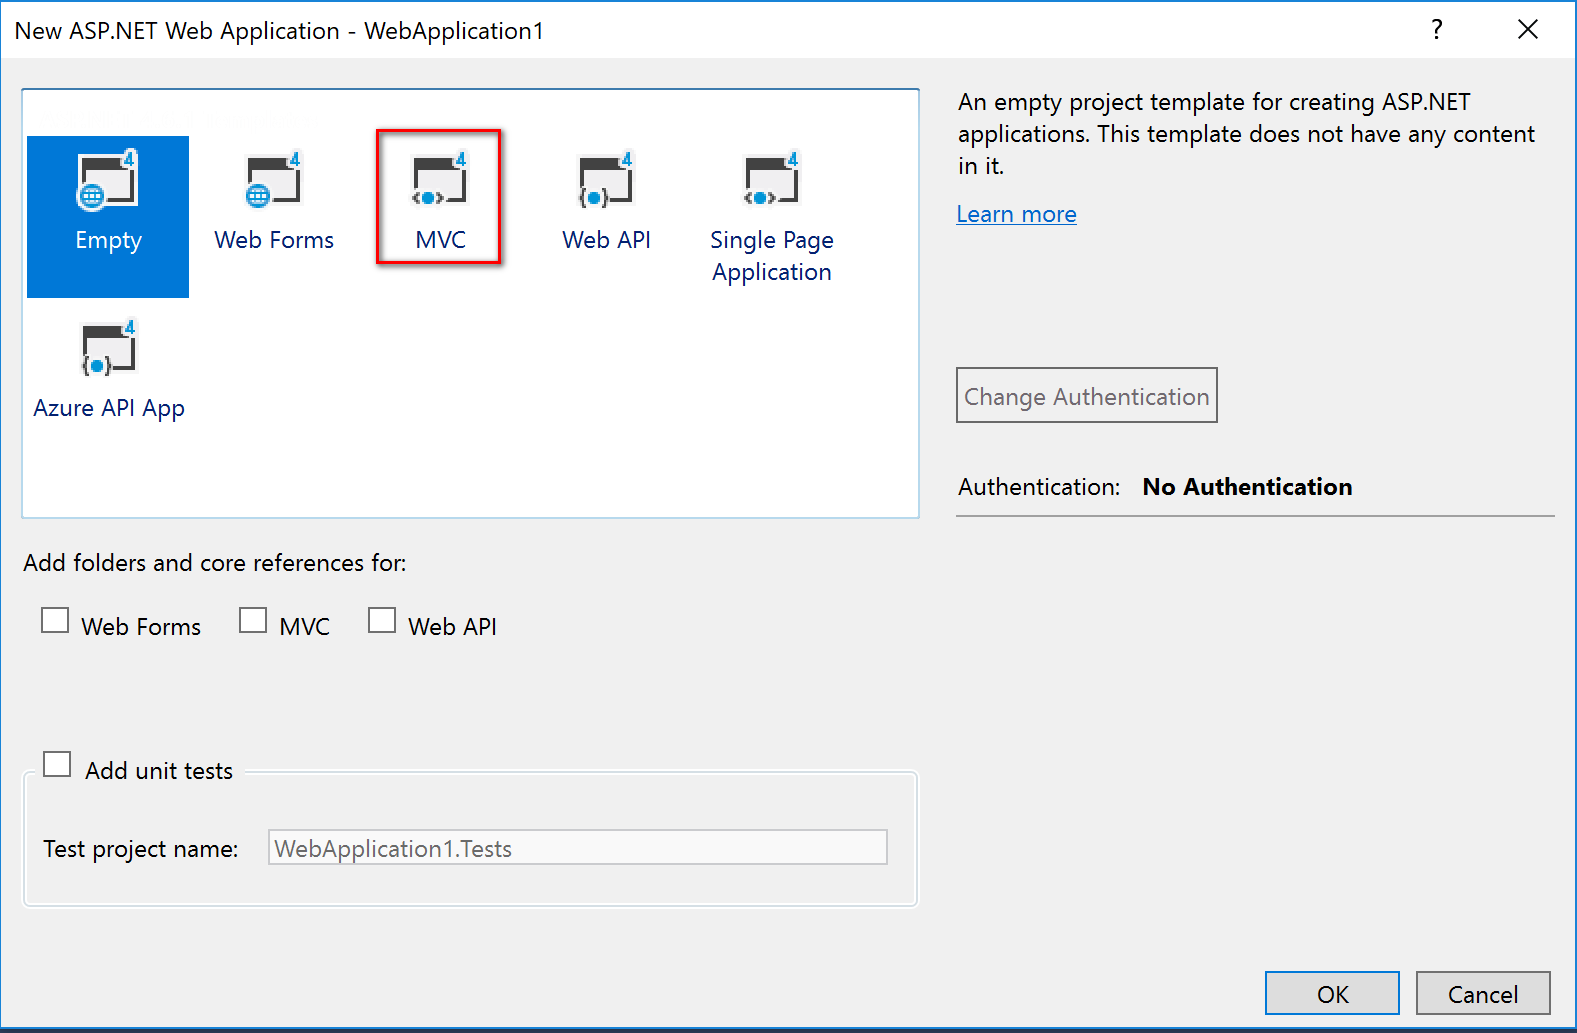 New ASP.NET Web Application - WebApplication1
?
An empty project template for creating ASP.NET
applications. This template does not have any content
in it.
Learn more
4 4 4 4 4
Empty Web Forms MVC Web API Single Page
Application
4
Azure API App
Change Authentication
Authentication: No Authentication
Add folders and core references for:
Web Forms MVC Web API
Add unit tests
Test project name: WebApplication1.Tests
OK Cancel